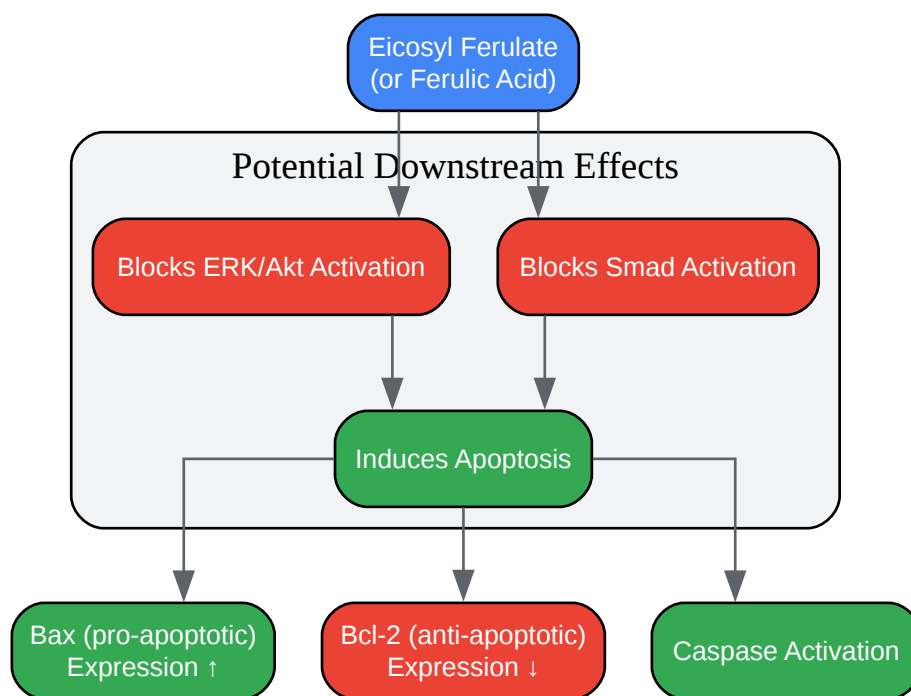 Eicosyl Ferulate
(or Ferulic Acid)
Potential Downstream Effects
Blocks ERK/Akt Activation
Blocks Smad Activation
Induces Apoptosis
Bax (pro-apoptotic)
Expression ↑
Bcl-2 (anti-apoptotic)
Expression ↓
Caspase Activation